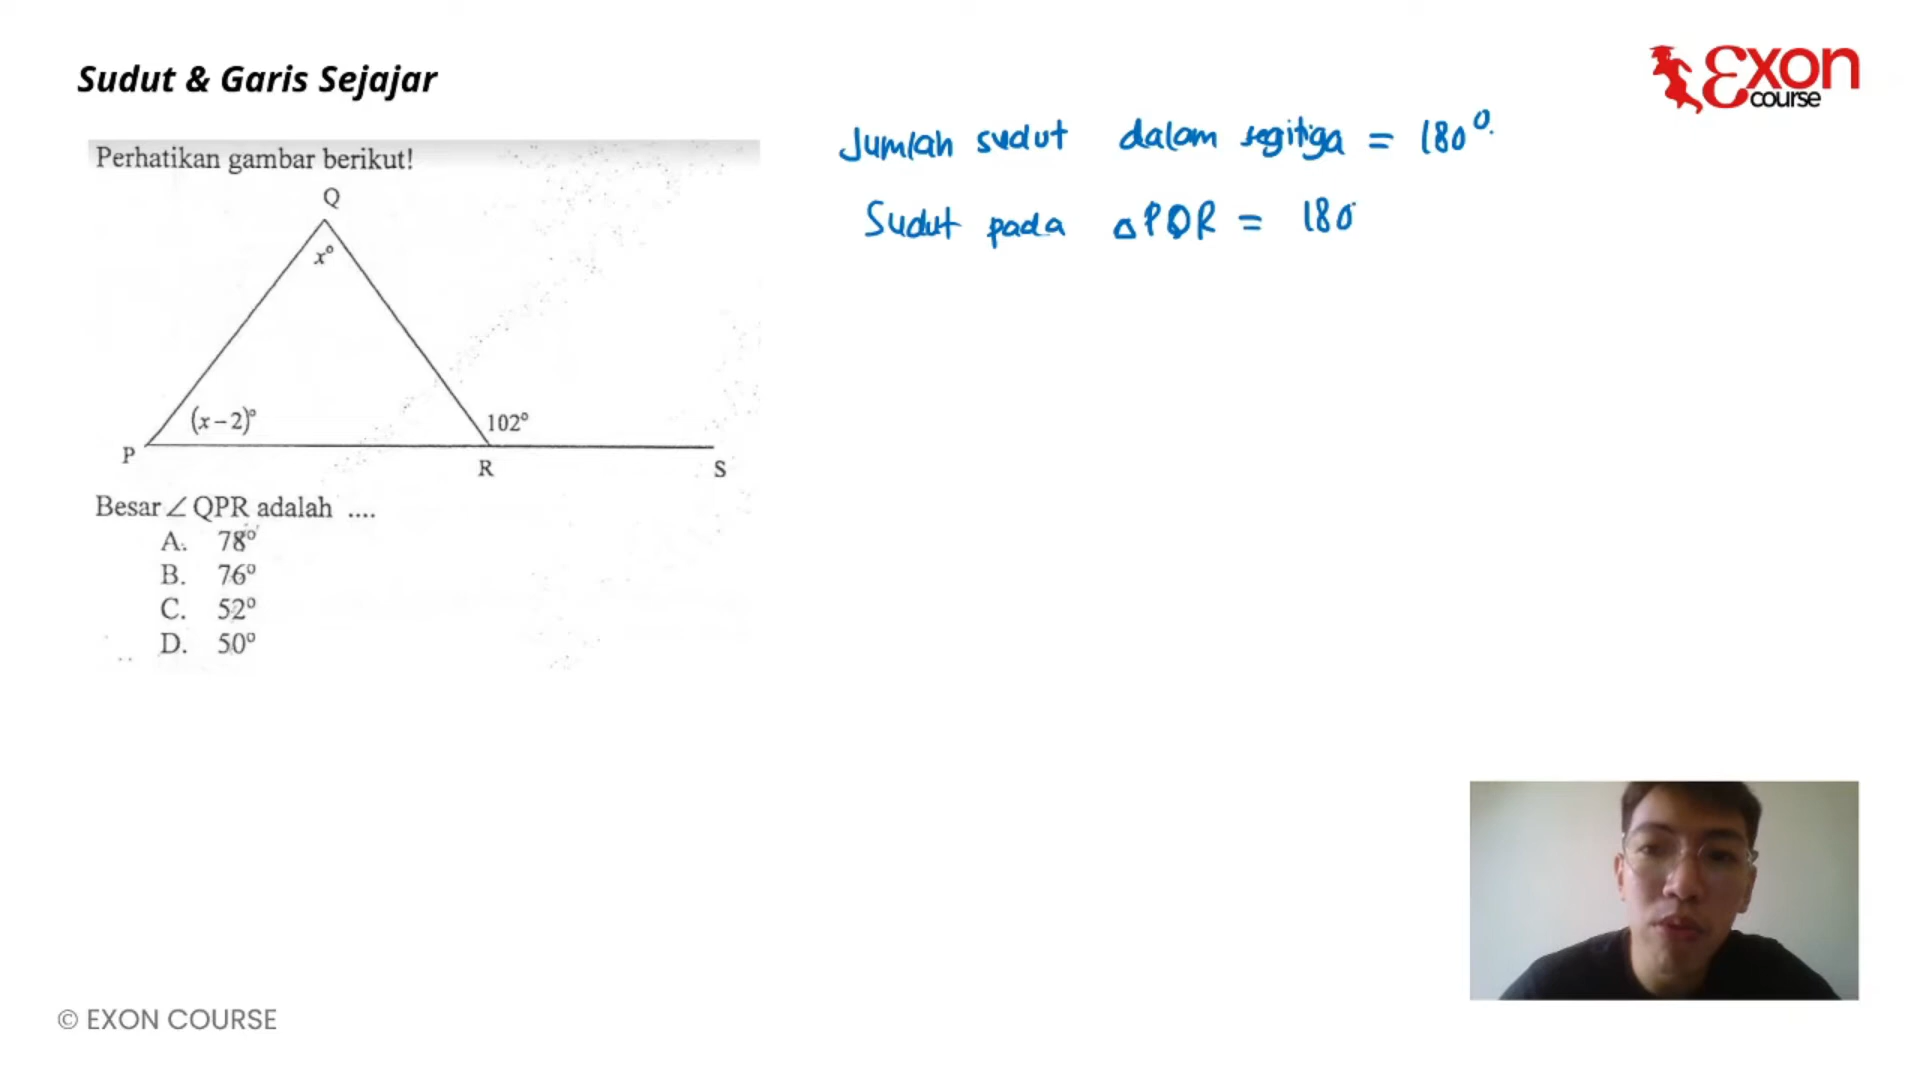 Sudut & Garis Sejajar
Exon
course
Perhatikan gambar berikut!
Q
x°
(x – 2)°
102°
P
R
S
Besar ∠ QPR adalah ....
A. 78°
B. 76°
C. 52°
D. 50°
Jumlah sudut dalam segitiga = 180°.
Sudut pada △PQR = 180
© EXON COURSE